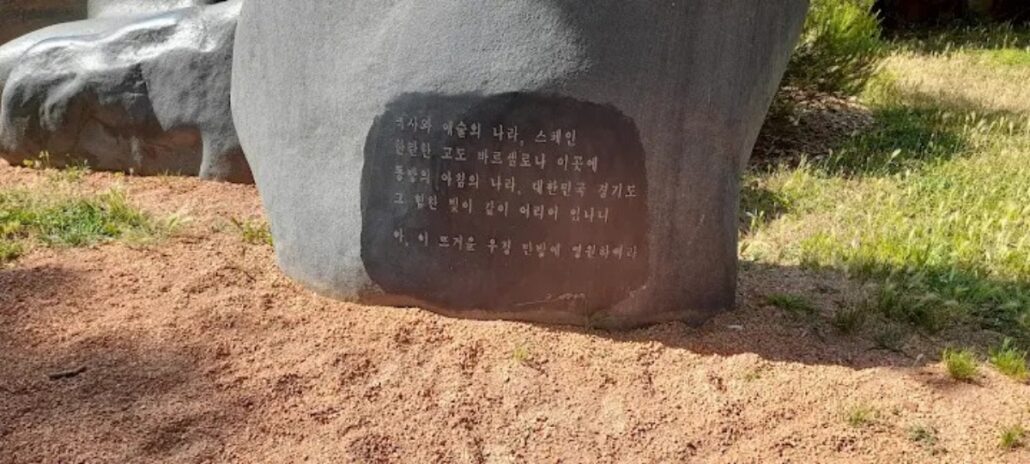 역사와 예술의 나라, 스페인
찬란한 고도 바르셀로나 이곳에
동방의 아침의 나라, 대한민국 경기도
그 힘찬 빛이 같이 어리어 있나니
아, 이 뜨거운 우정 만방에 영원하여라